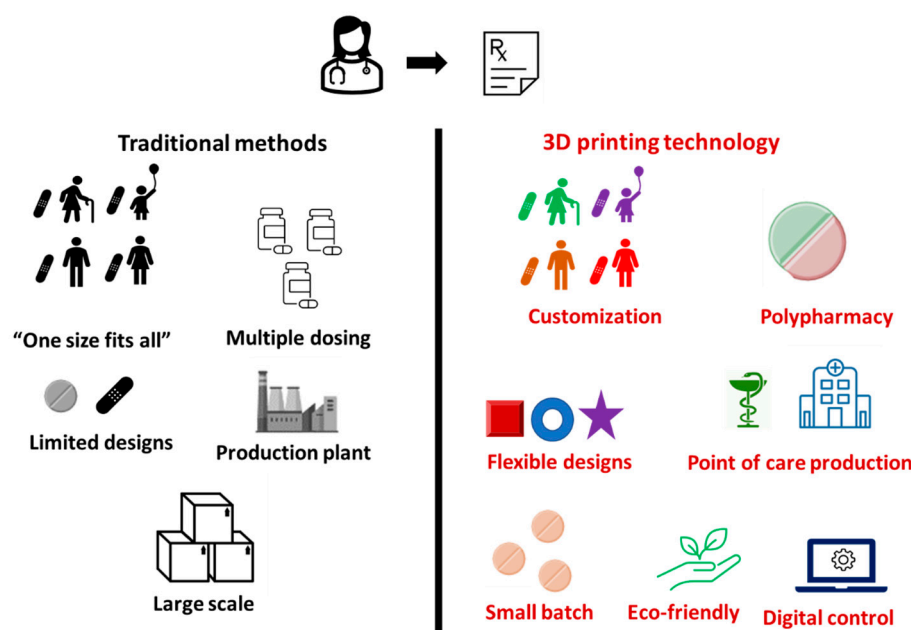 Rx
Traditional methods
3D printing technology
“One size fits all”
Multiple dosing
Customization
Polypharmacy
Limited designs
Production plant
Flexible designs
Point of care production
Large scale
Small batch
Eco-friendly
Digital control